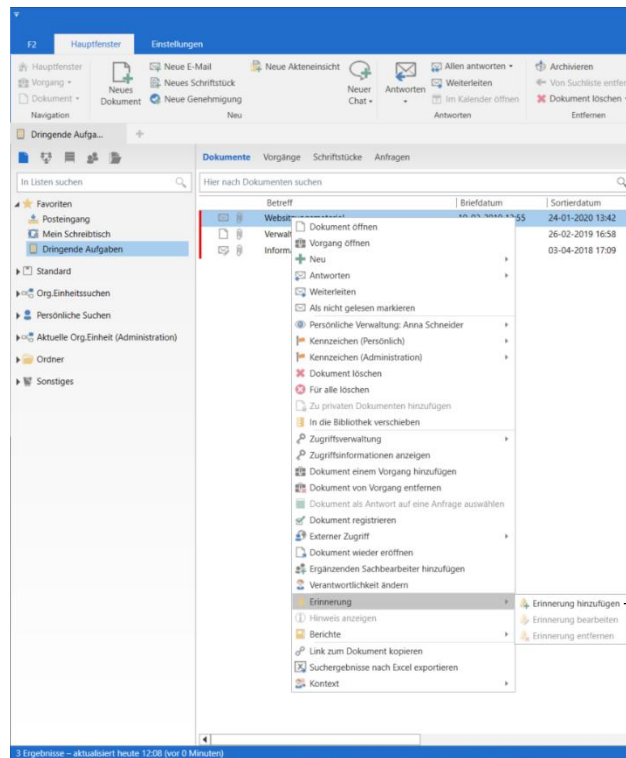 F2 Hauptfenster Einstellungen
Hauptfenster
Vorgang
Dokument
Navigation
Neues Dokument
Neue E-Mail
Neues Schriftstück
Neue Genehmigung
Neue Akteneinsicht
Neuer Chat
Neu
Antworten
Allen antworten
Weiterleiten
Im Kalender öffnen
Antworten
Archivieren
Von Suchliste entfer
Dokument löschen
Entfernen
Dringende Aufga...
Dokumente Vorgänge Schriftstücke Anfragen
In Listen suchen
Hier nach Dokumenten suchen
Favoriten
Posteingang
Mein Schreibtisch
Dringende Aufgaben
Standard
Org.Einheitssuchen
Persönliche Suchen
Aktuelle Org.Einheit (Administration)
Ordner
Sonstiges
Betreff Briefdatum Sortierdatum
24-01-2020 13:42
Verwalt 26-02-2019 16:58
Inform 03-04-2018 17:09
Dokument öffnen
Vorgang öffnen
Neu
Antworten
Weiterleiten
Als nicht gelesen markieren
Persönliche Verwaltung: Anna Schneider
Kennzeichen (Persönlich)
Kennzeichen (Administration)
Dokument löschen
Für alle löschen
Zu privaten Dokumenten hinzufügen
In die Bibliothek verschieben
Zugriffsverwaltung
Zugriffsinformationen anzeigen
Dokument einem Vorgang hinzufügen
Dokument von Vorgang entfernen
Dokument als Antwort auf eine Anfrage auswählen
Dokument registrieren
Externer Zugriff
Dokument wieder eröffnen
Ergänzenden Sachbearbeiter hinzufügen
Verantwortlichkeit ändern
Erinnerung
Hinweis anzeigen
Berichte
Link zum Dokument kopieren
Suchergebnisse nach Excel exportieren
Kontext
Erinnerung hinzufügen
Erinnerung bearbeiten
Erinnerung entfernen
3 Ergebnisse – aktualisiert heute 12:08 (vor 0 Minuten)